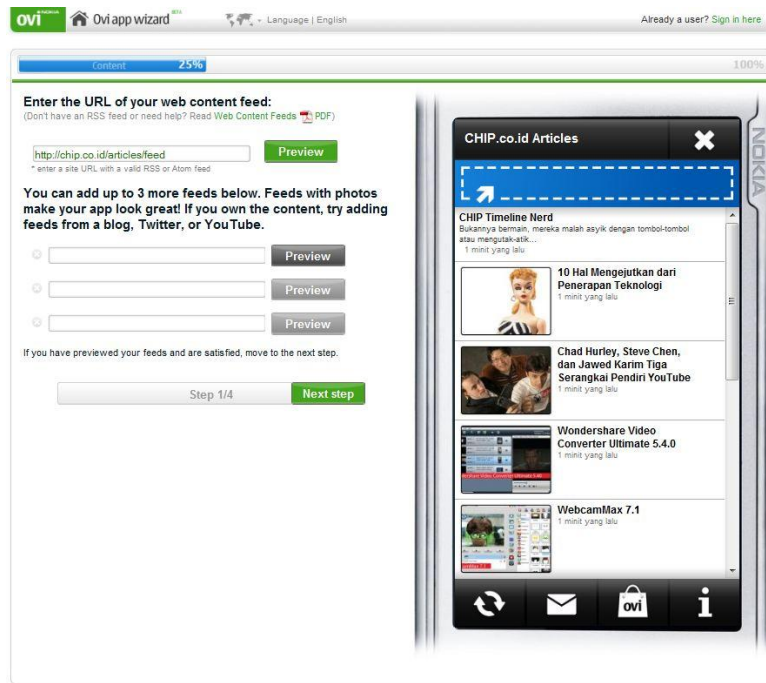 ovi NOKIA Ovi app wizard BETA Language | English Already a user? Sign in here
Content 25% 100%
Enter the URL of your web content feed:
(Don't have an RSS feed or need help? Read Web Content Feeds PDF)
http://chip.co.id/articles/feed Preview
* enter a site URL with a valid RSS or Atom feed
You can add up to 3 more feeds below. Feeds with photos
make your app look great! If you own the content, try adding
feeds from a blog, Twitter, or YouTube.
Preview
Preview
Preview
If you have previewed your feeds and are satisfied, move to the next step.
Step 1/4 Next step
NOKIA
CHIP.co.id Articles
CHIP Timeline Nerd
Bukannya bermain, mereka malah asyik dengan tombol-tombol
atau mengutak-atik...
1 minit yang lalu
10 Hal Mengejutkan dari
Penerapan Teknologi
1 minit yang lalu
Chad Hurley, Steve Chen,
dan Jawed Karim Tiga
Serangkai Pendiri YouTube
1 minit yang lalu
Wondershare Video
Converter Ultimate 5.4.0
1 minit yang lalu
WebcamMax 7.1
1 minit yang lalu
ovi